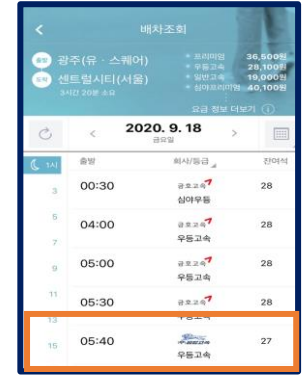 배차조회
출발 광주(유·스퀘어)
도착 센트럴시티(서울)
3시간 20분 소요
* 프리미엄 36,500원
* 우등고속 28,100원
* 일반고속 19,000원
* 심야프리미엄 40,100원
요금 정보 더보기
2020. 9. 18
금요일
1시 출발 회사/등급 잔여석
3 00:30 금호고속 28
심야우등
5
04:00 금호고속 28
7 우등고속
9 05:00 금호고속 28
우등고속
11
05:30 금호고속 28
13
15 05:40 27
우등고속